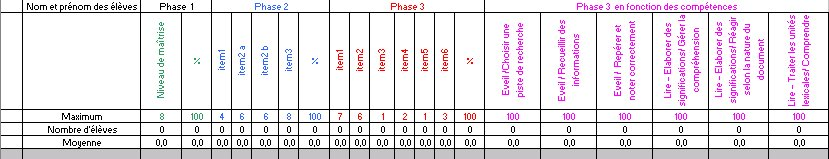 Nom et prénom des élèves Phase 1 Phase 2 Phase 3 Phase 3 en fonction des compétences
Niveau de maîtrise % item1 item2 a item2 b item3 % item1 item2 item3 item4 item5 item6 % Eveil /Choisir une piste de recherche Eveil / Recueillir des informations Eveil / Repérer et noter correctement Lire – Elaborer des significations/ Gérer la compréhension Lire – Elaborer des significations/ Réagir selon la nature du document Lire – Traiter les unités lexicales/ Comprendre
Maximum 8 100 4 6 6 8 100 7 6 1 2 1 3 100 100 100 100 100 100 100
Nombre d'élèves 0 0 0 0 0 0 0 0 0 0 0 0 0 0 0 0 0 0 0 0
Moyenne 0,0 0,0 0,0 0,0 0,0 0,0 0,0 0,0 0,0 0,0 0,0 0,0 0,0 0,0 0,0 0,0 0,0 0,0 0,0 0,0